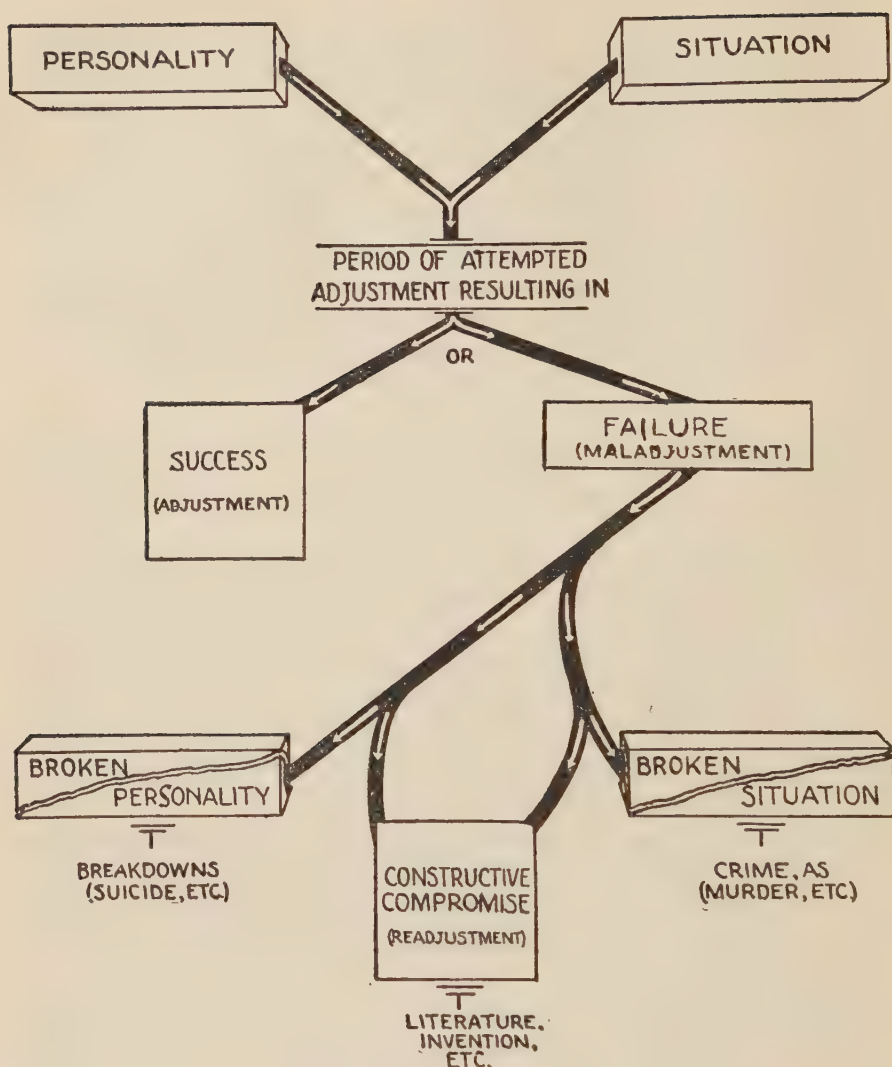 PERSONALITY
SITUATION
PERIOD OF ATTEMPTED
ADJUSTMENT RESULTING IN
OR
SUCCESS
(ADJUSTMENT)
FAILURE
(MALADJUSTMENT)
BROKEN
PERSONALITY
BROKEN
SITUATION
BREAKDOWNS
(SUICIDE, ETC)
CONSTRUCTIVE
COMPROMISE
(READJUSTMENT)
CRIME, AS
(MURDER, ETC)
LITERATURE,
INVENTION,
ETC.